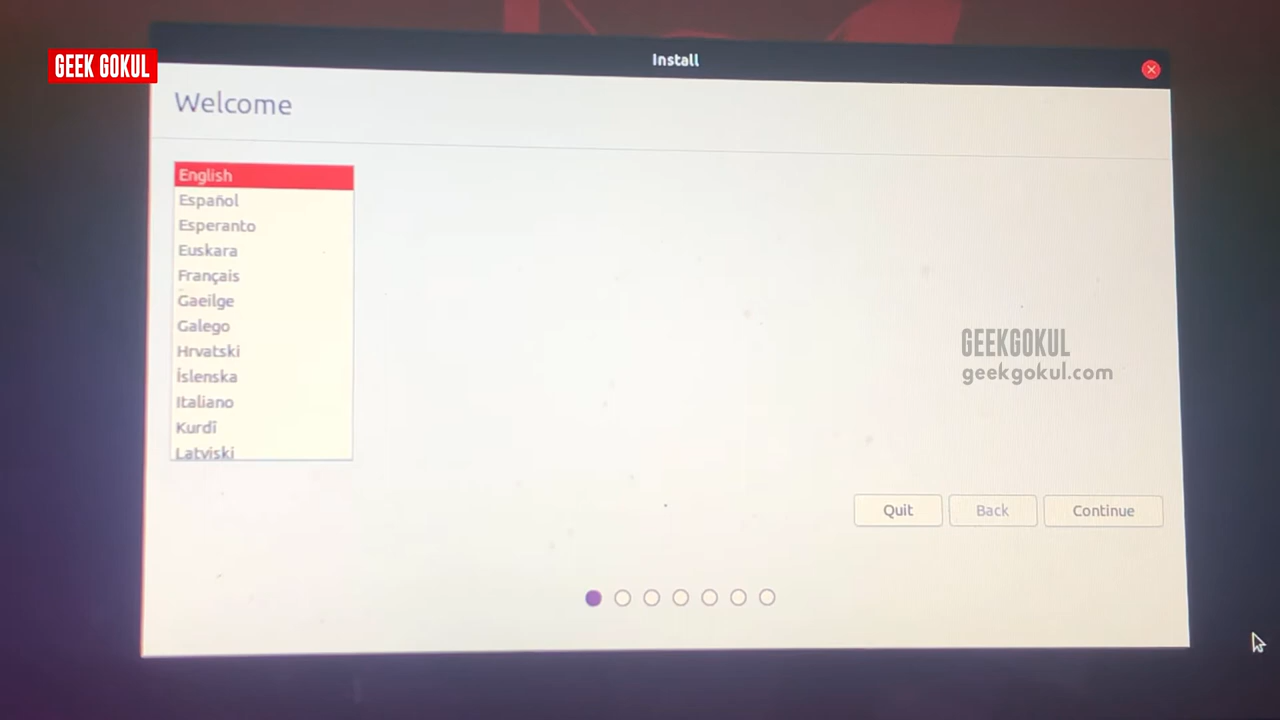 GEEK GOKUL
Install
Welcome
English
Español
Esperanto
Euskara
Français
Gaeilge
Galego
Hrvatski
Íslenska
Italiano
Kurdî
Latviski
GEEKGOKUL
geekgokul.com
Quit
Back
Continue